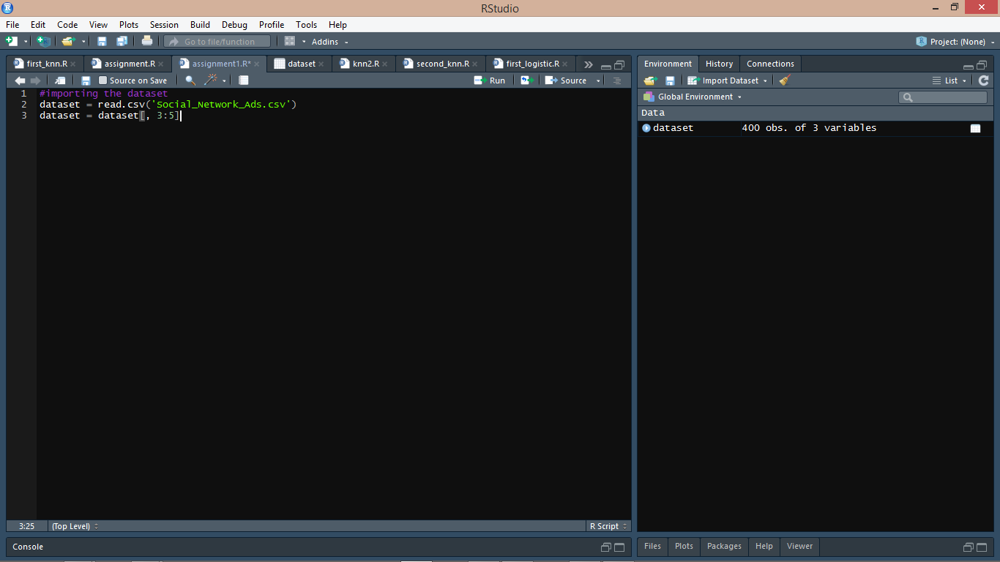 RStudio
File Edit Code View Plots Session Build Debug Profile Tools Help
Go to file/function Addins Project: (None)
first_knn.R assignment.R assignment1.R* dataset knn2.R second_knn.R first_logistic.R
Source on Save Run Source
1 #importing the dataset
2 dataset = read.csv('Social_Network_Ads.csv')
3 dataset = dataset[, 3:5]
3:25 (Top Level) R Script
Console
Environment History Connections
Import Dataset List
Global Environment
Data
dataset 400 obs. of 3 variables
Files Plots Packages Help Viewer